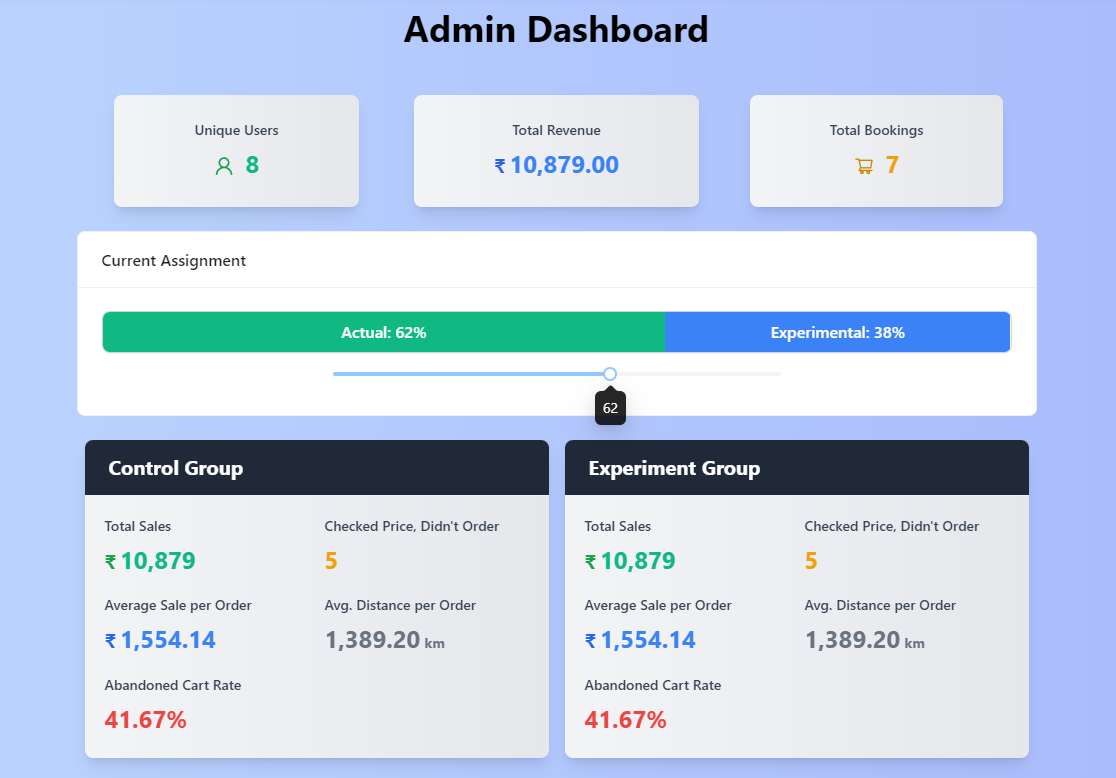 Admin Dashboard
Unique Users
8
Total Revenue
₹ 10,879.00
Total Bookings
7
Current Assignment
Actual: 62%
Experimental: 38%
62
Control Group
Total Sales
₹ 10,879
Checked Price, Didn't Order
5
Average Sale per Order
₹ 1,554.14
Avg. Distance per Order
1,389.20 km
Abandoned Cart Rate
41.67%
Experiment Group
Total Sales
₹ 10,879
Checked Price, Didn't Order
5
Average Sale per Order
₹ 1,554.14
Avg. Distance per Order
1,389.20 km
Abandoned Cart Rate
41.67%